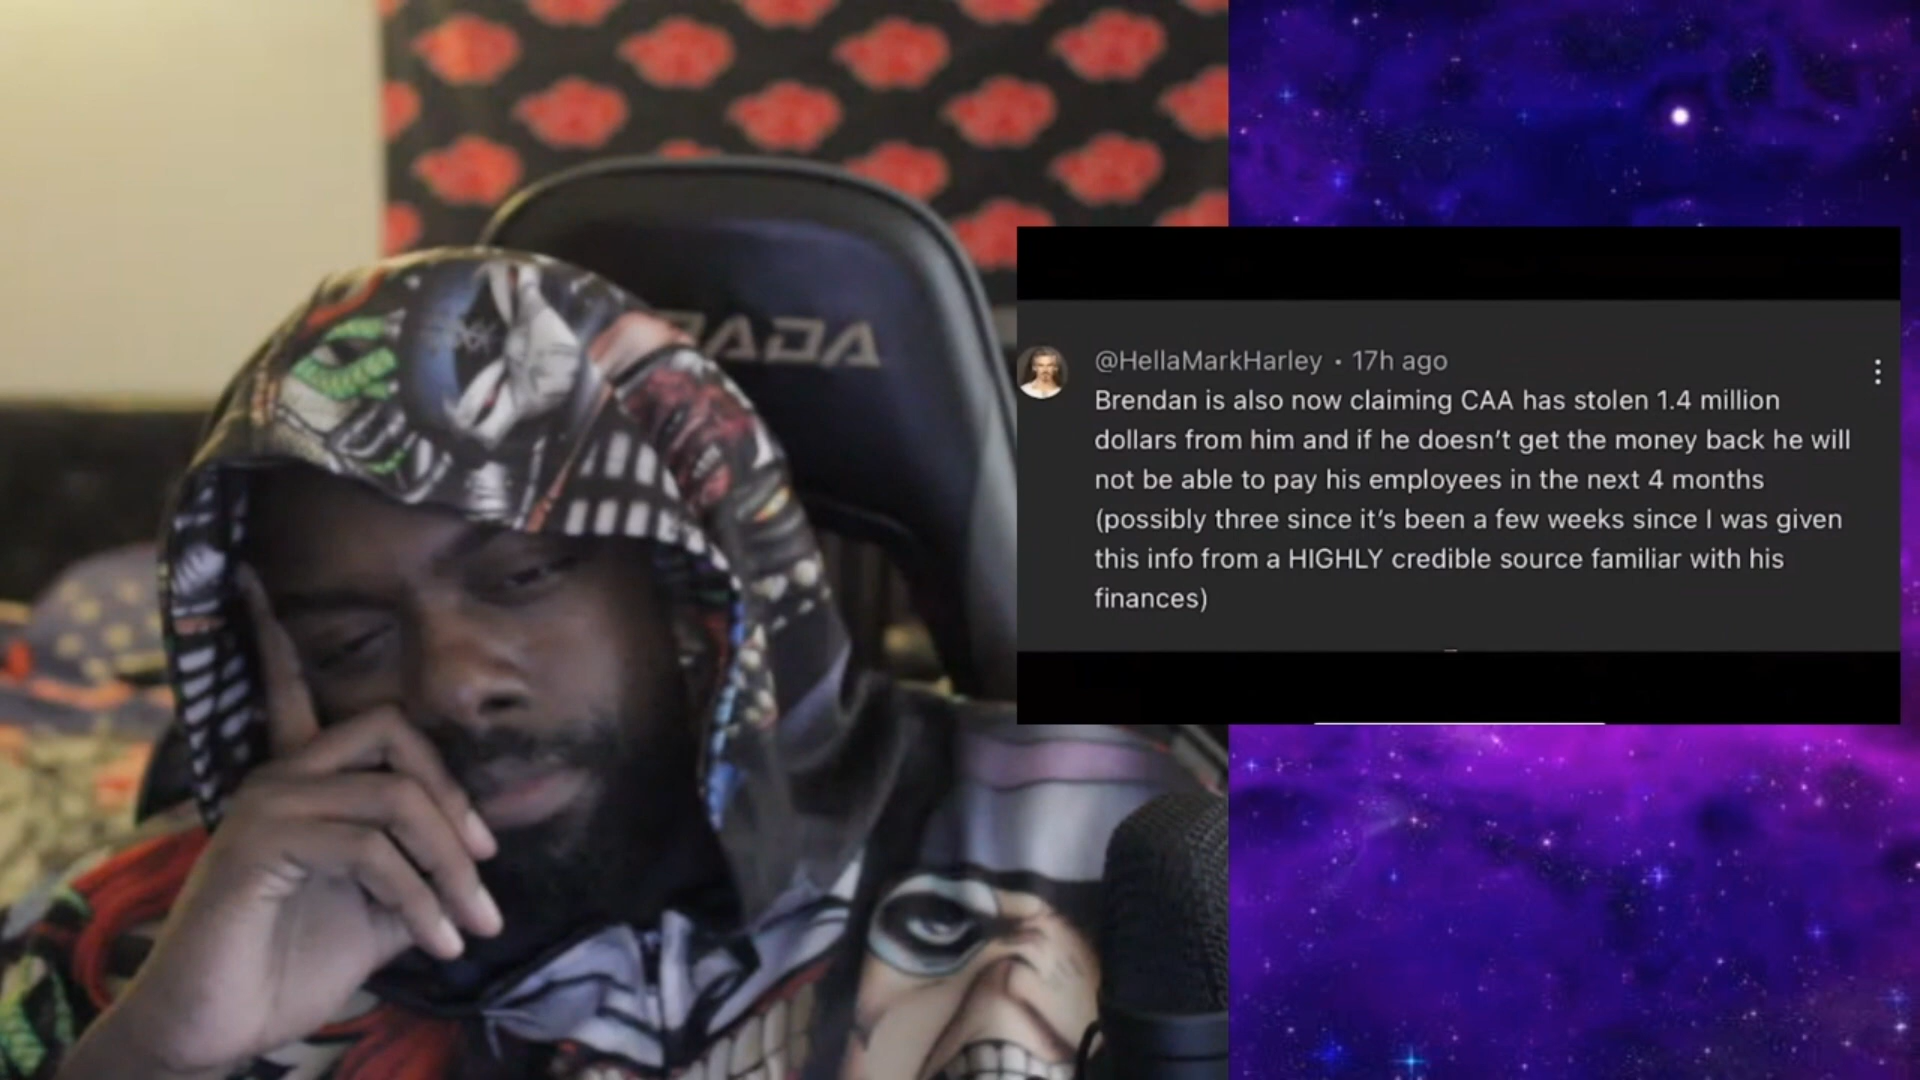 RADA
@HellaMarkHarley • 17h ago
Brendan is also now claiming CAA has stolen 1.4 million
dollars from him and if he doesn’t get the money back he will
not be able to pay his employees in the next 4 months
(possibly three since it’s been a few weeks since I was given
this info from a HIGHLY credible source familiar with his
finances)